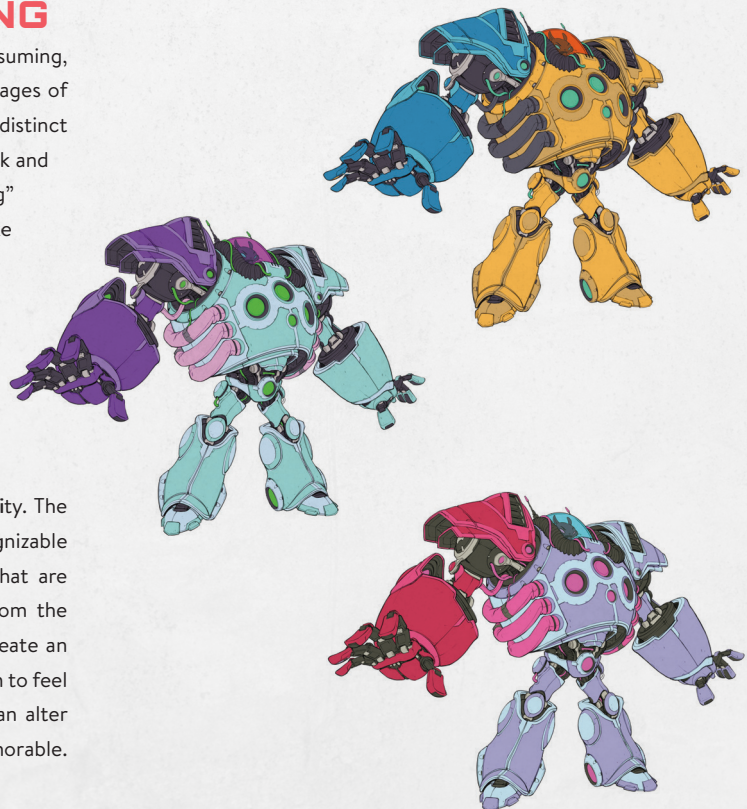 NG
suming,
ages of
distinct
k and
g”
e
ity. The
gnizable
hat are
om the
eate an
n to feel
an alter
norable.